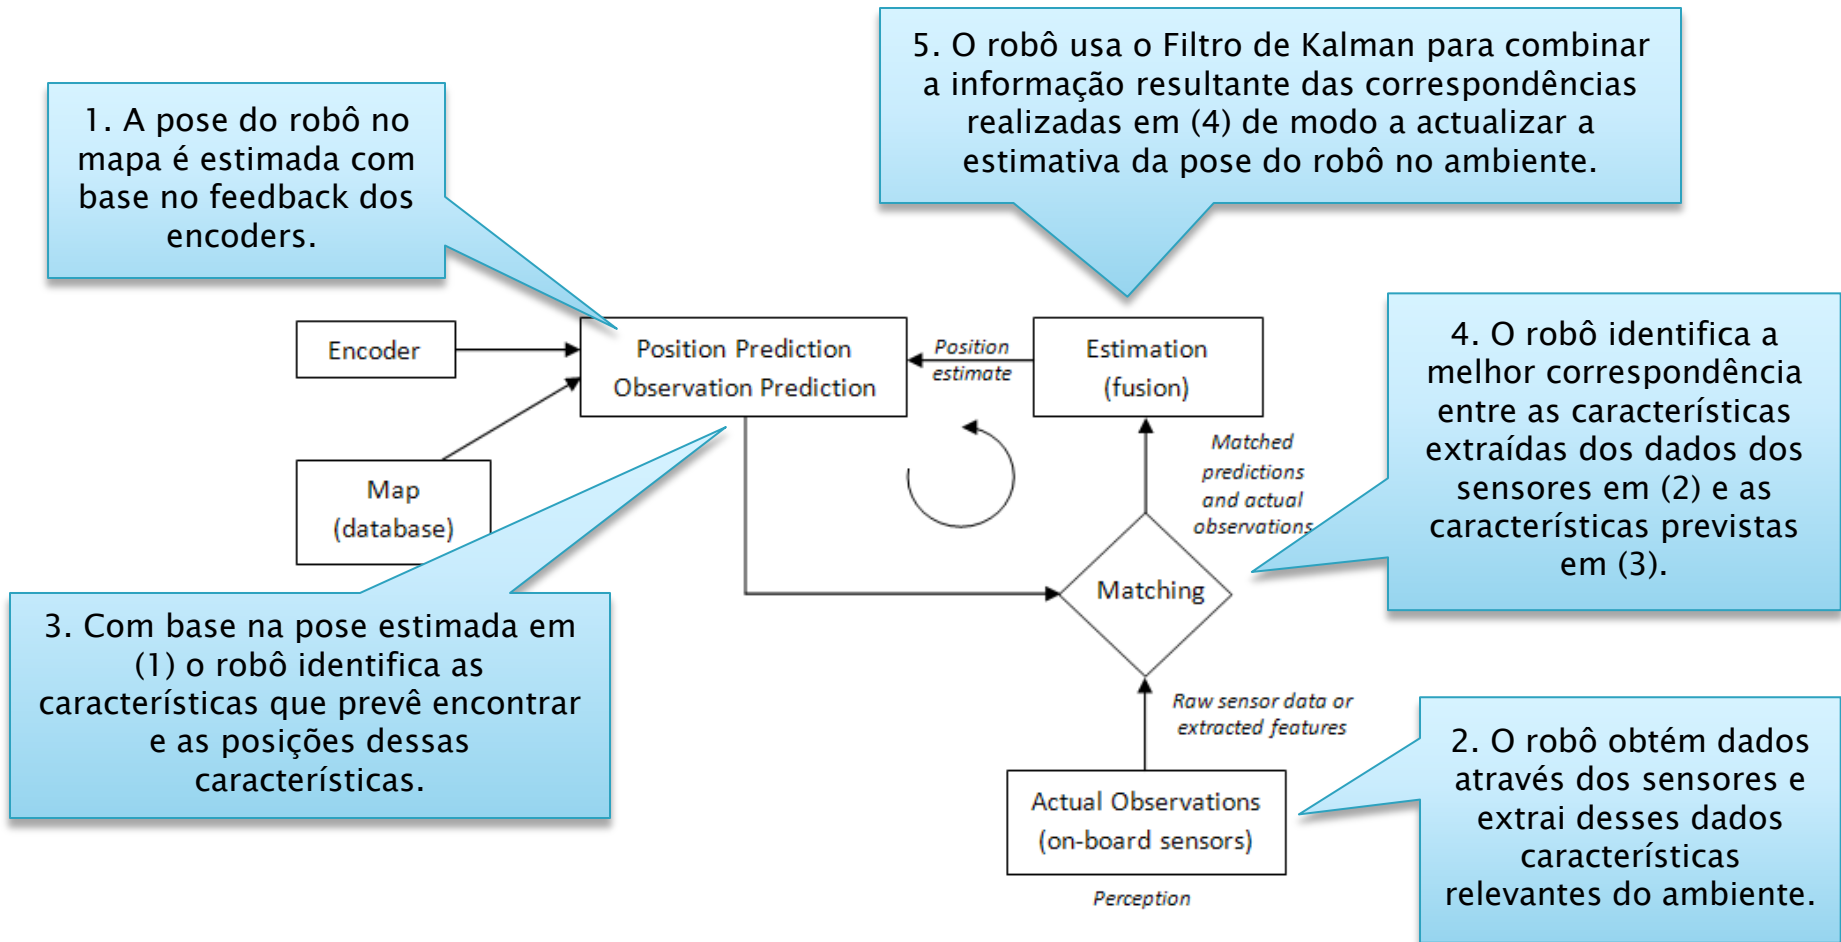 1. A pose do robô no
mapa é estimada com
base no feedback dos
encoders.
5. O robô usa o Filtro de Kalman para combinar
a informação resultante das correspondências
realizadas em (4) de modo a actualizar a
estimativa da pose do robô no ambiente.
Encoder
Position Prediction
Observation Prediction
Position
estimate
Estimation
(fusion)
4. O robô identifica a
melhor correspondência
entre as características
extraídas dos dados dos
sensores em (2) e as
características previstas
em (3).
Map
(database)
Matched
predictions
and actual
observations
Matching
3. Com base na pose estimada em
(1) o robô identifica as
características que prevê encontrar
e as posições dessas
características.
Raw sensor data or
extracted features
Actual Observations
(on-board sensors)
Perception
2. O robô obtém dados
através dos sensores e
extrai desses dados
características
relevantes do ambiente.